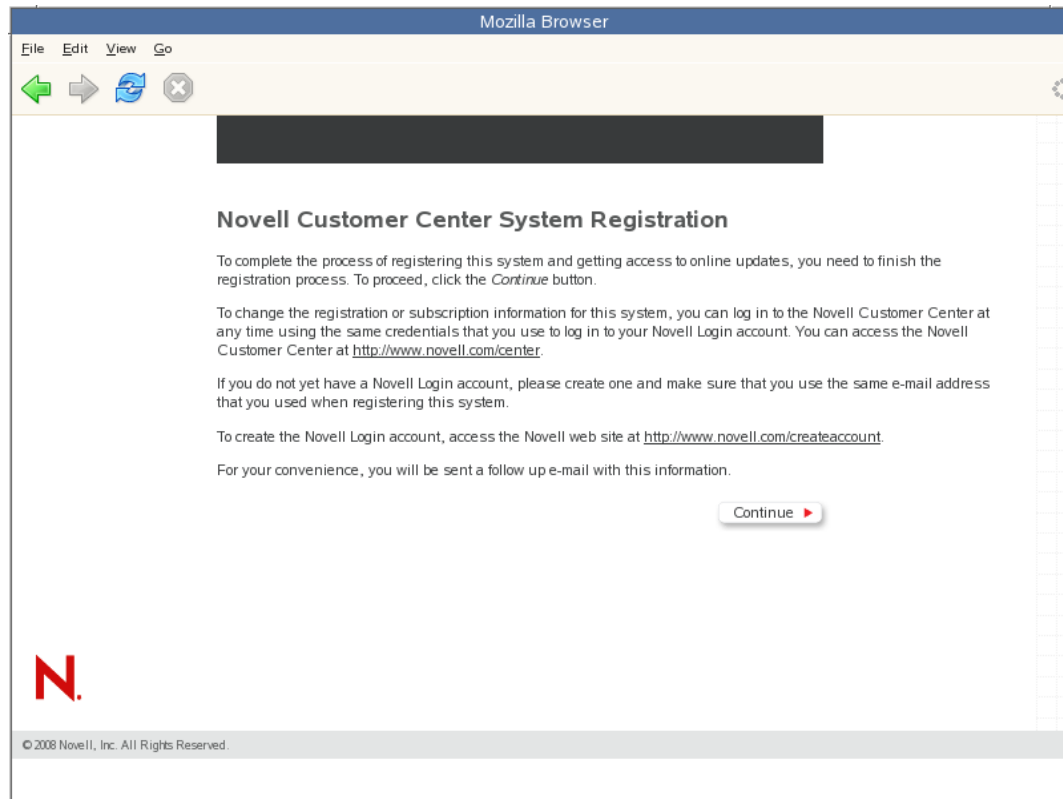 Mozilla Browser
File Edit View Go
Novell Customer Center System Registration
To complete the process of registering this system and getting access to online updates, you need to finish the
registration process. To proceed, click the Continue button.
To change the registration or subscription information for this system, you can log in to the Novell Customer Center at
any time using the same credentials that you use to log in to your Novell Login account. You can access the Novell
Customer Center at http://www.novell.com/center.
If you do not yet have a Novell Login account, please create one and make sure that you use the same e-mail address
that you used when registering this system.
To create the Novell Login account, access the Novell web site at http://www.novell.com/createaccount.
For your convenience, you will be sent a follow up e-mail with this information.
Continue
N.
© 2008 Novell, Inc. All Rights Reserved.